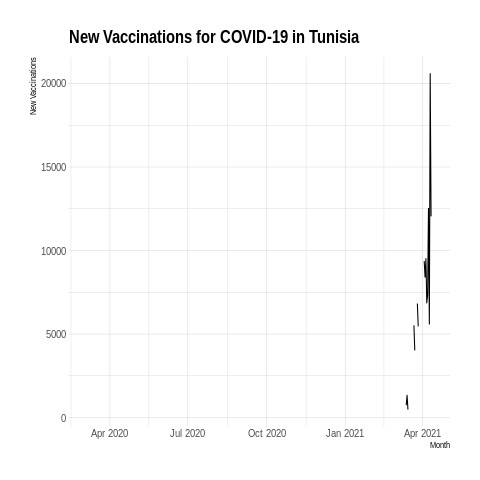 New Vaccinations for COVID-19 in Tunisia
New Vaccinations
20000
15000
10000
5000
0
Apr 2020 Jul 2020 Oct 2020 Jan 2021 Apr 2021
Month